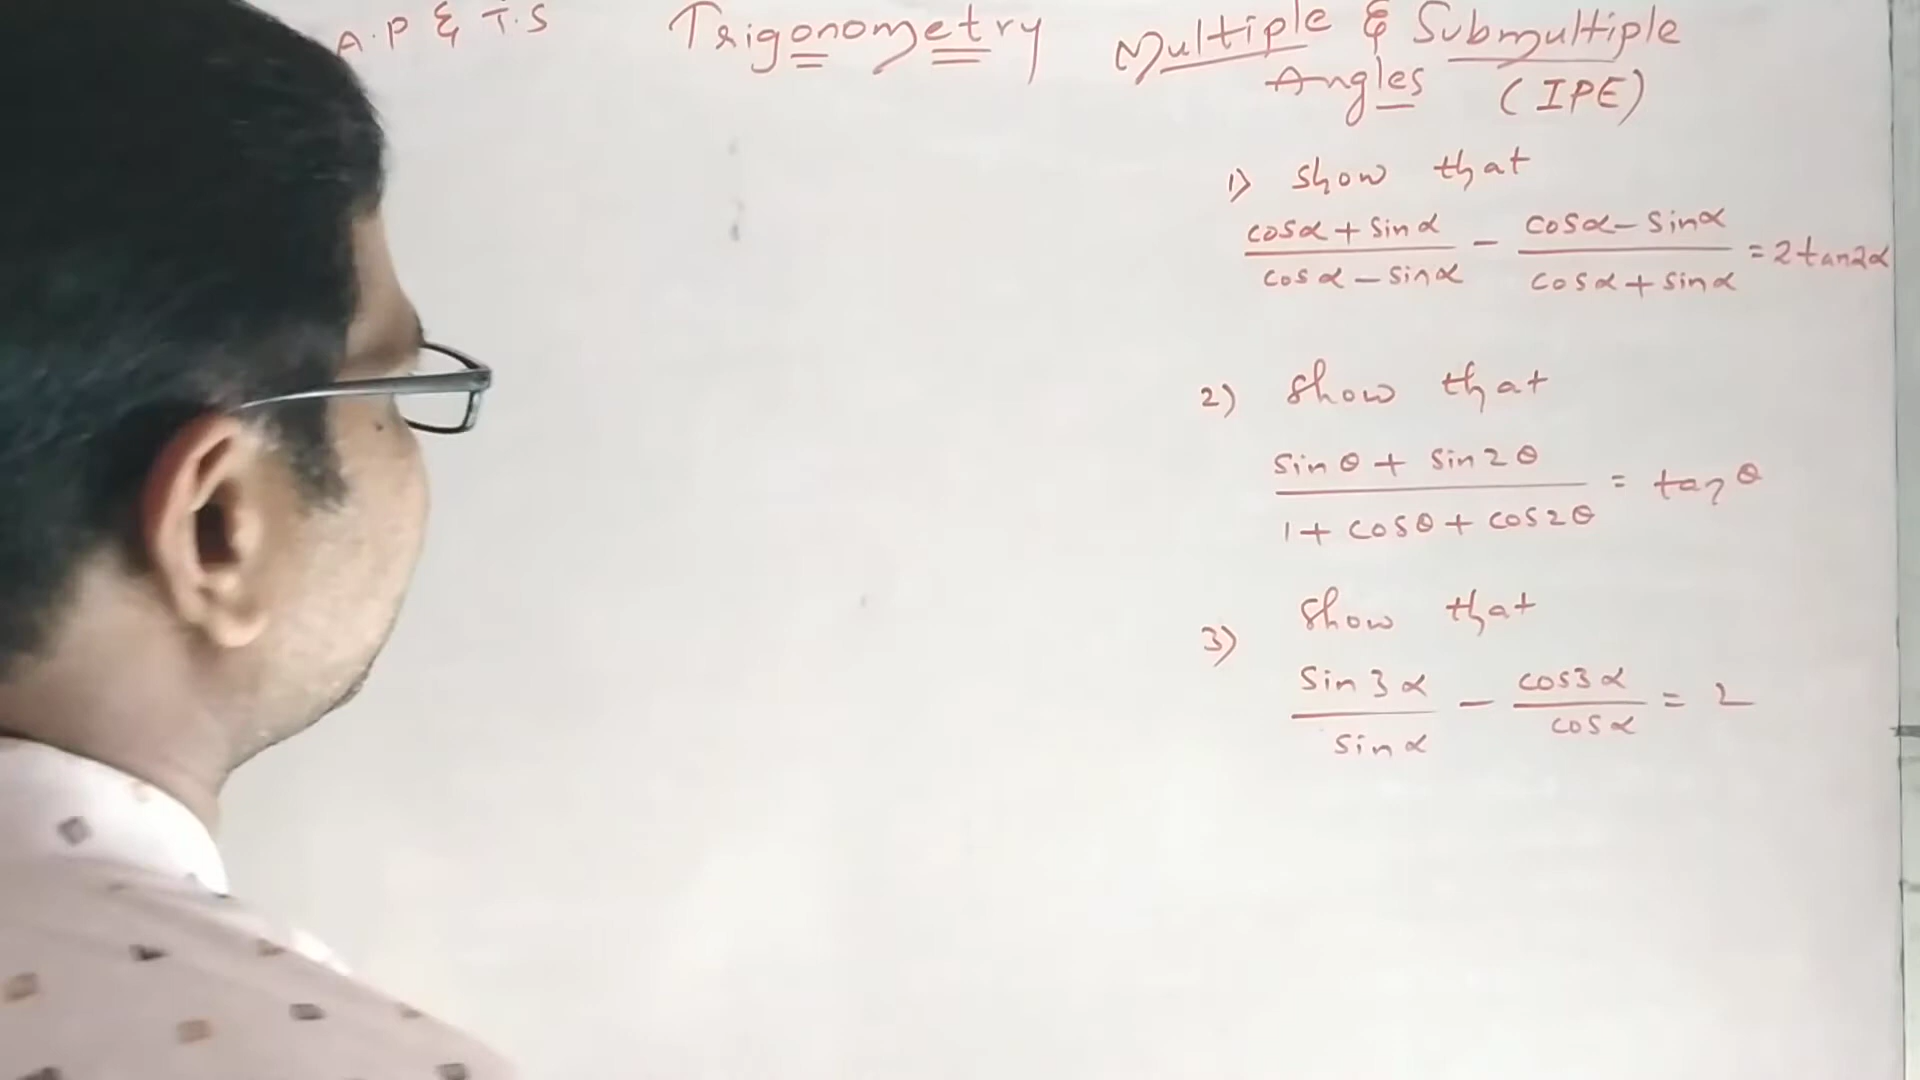 A.P & T.S Trigonometry Multiple & Submultiple
Angles (IPE)
1) Show that
cosα + sinα / cosα − sinα − cosα − sinα / cosα + sinα = 2tan2α
2) Show that
sinθ + sin2θ / 1 + cosθ + cos2θ = tanθ
Show that
3)
Sin3α / sinα − cos3α / cosα = 2